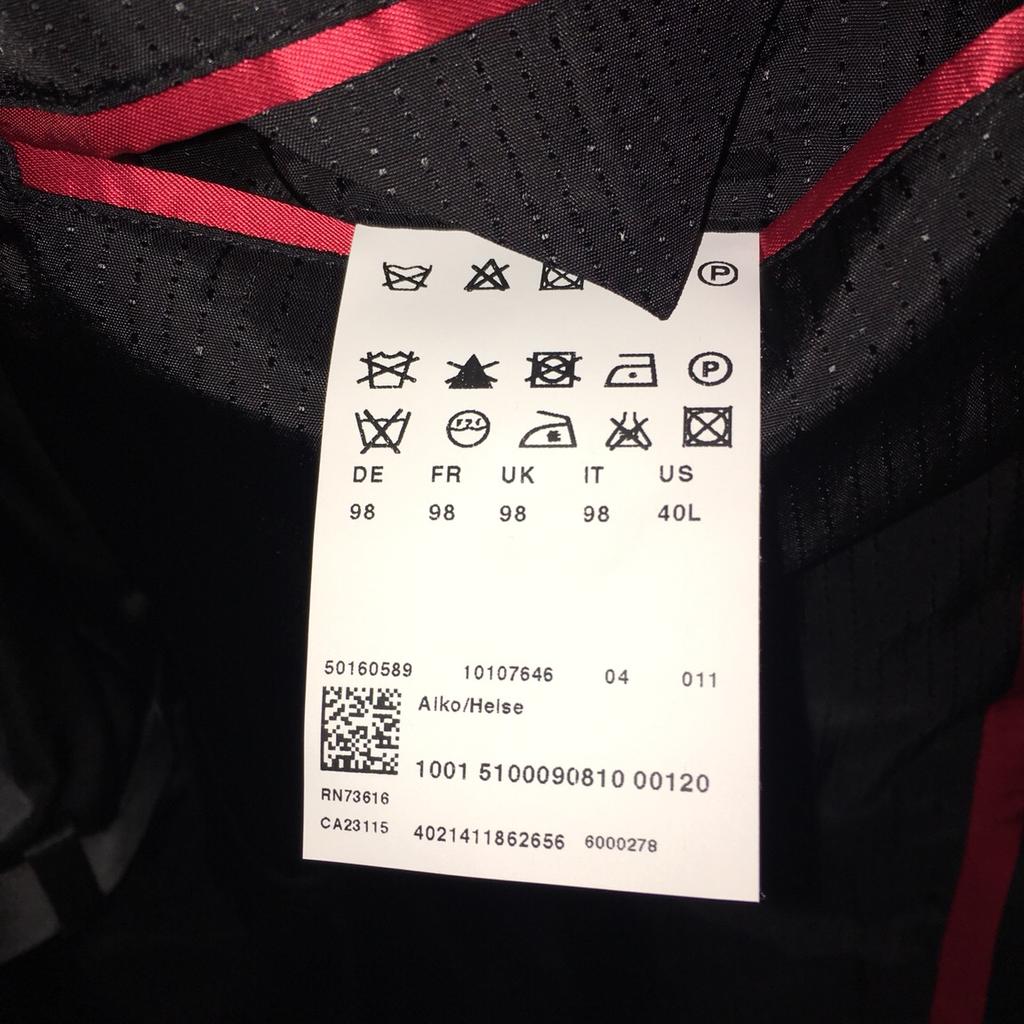 P
P
DE FR UK IT US
98 98 98 98 40L
50160589 10107646 04 011
Aiko/Heise
1001 5100090810 00120
RN73616
CA23115 4021411862656 6000278